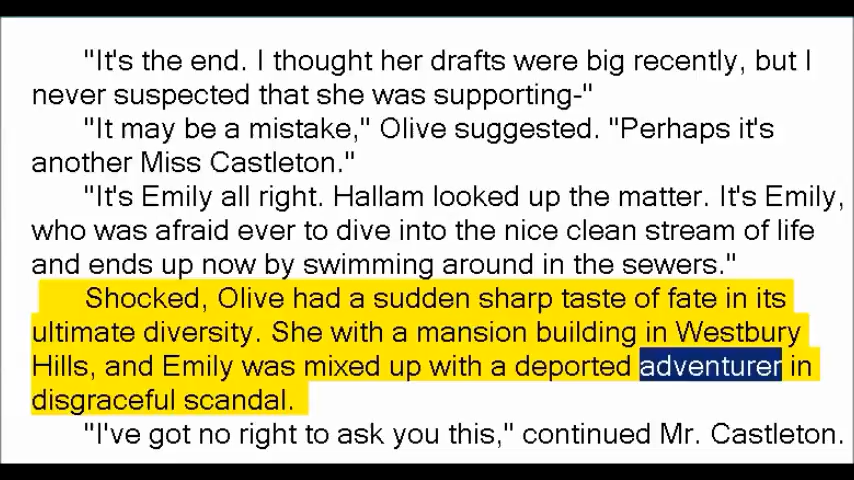 "It's the end. I thought her drafts were big recently, but I
never suspected that she was supporting-"
"It may be a mistake," Olive suggested. "Perhaps it's
another Miss Castleton."
"It's Emily all right. Hallam looked up the matter. It's Emily,
who was afraid ever to dive into the nice clean stream of life
and ends up now by swimming around in the sewers."
Shocked, Olive had a sudden sharp taste of fate in its
ultimate diversity. She with a mansion building in Westbury
Hills, and Emily was mixed up with a deported adventurer in
disgraceful scandal.
"I've got no right to ask you this," continued Mr. Castleton.